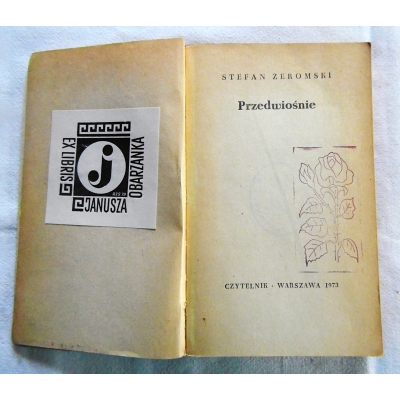 EX LIBRIS
j
JANUSZA
OBARZANKA
STEFAN ŻEROMSKI
Przedwiośnie
CZYTELNIK · WARSZAWA 1973